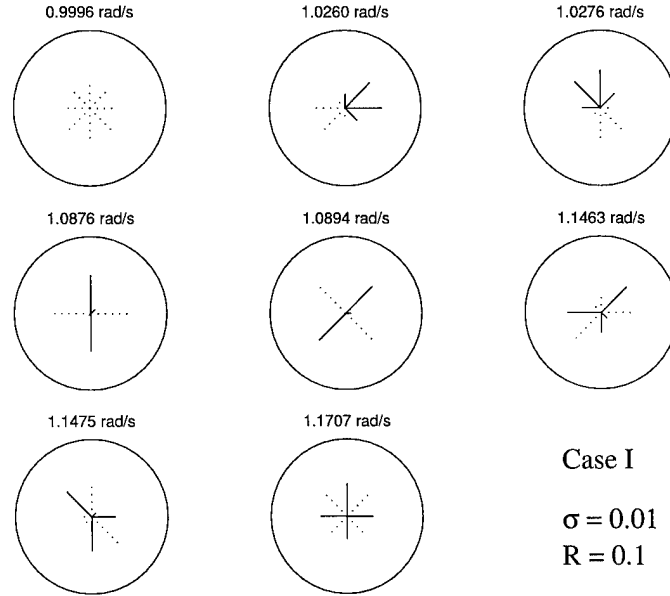 0.9996 rad/s
1.0260 rad/s
1.0276 rad/s
1.0876 rad/s
1.0894 rad/s
1.1463 rad/s
1.1475 rad/s
1.1707 rad/s
Case I
σ = 0.01
R = 0.1